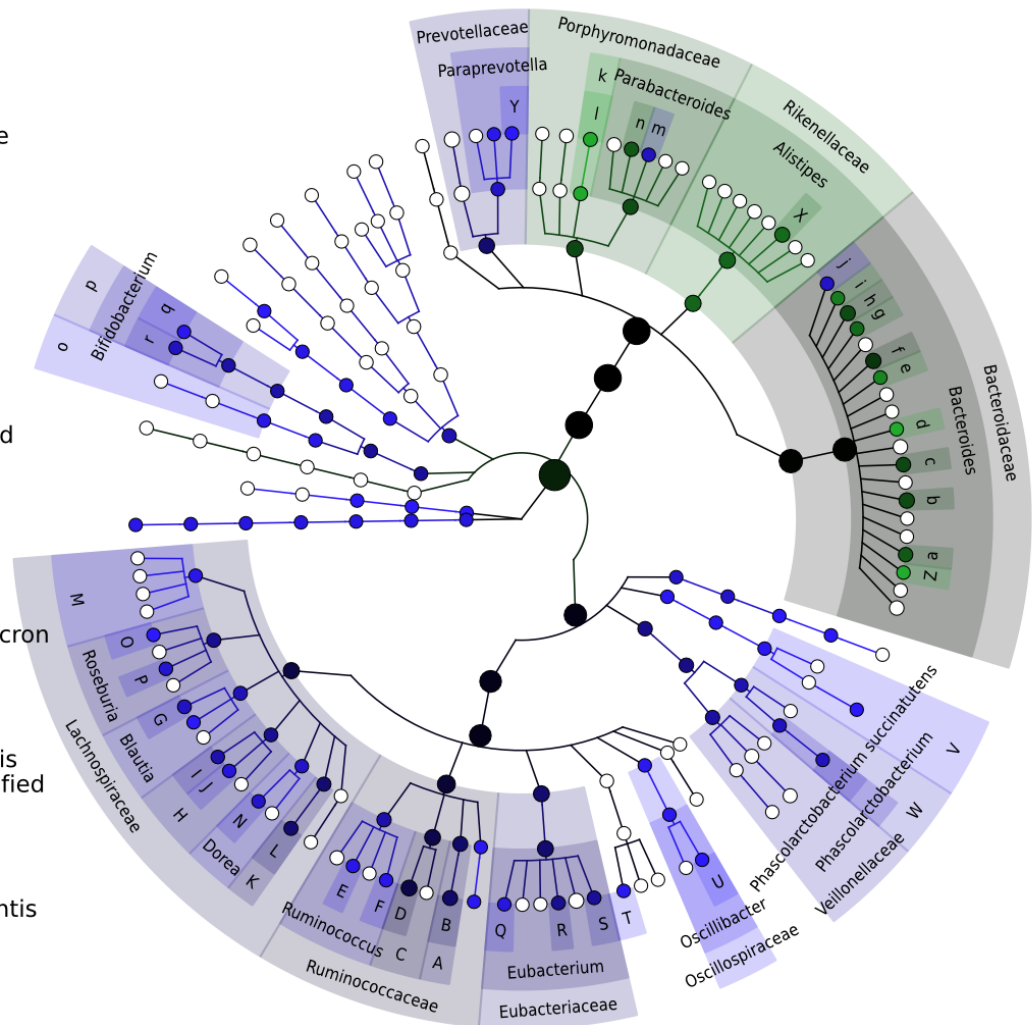 e
d
cron
is
fied
ntis
Prevotellaceae
Paraprevotella
Y
Porphyromonadaceae
k
l
Parabacteroides
n
m
Rikenellaceae
Alistipes
X
Bacteroidaceae
Bacteroides
j
i
h
g
f
e
d
c
b
a
Z
V
W
Phascolarctobacterium succinatutens
Phascolarctobacterium
Veillonellaceae
U
Oscillibacter
Oscillospiraceae
T
S
R
Q
Eubacterium
Eubacteriaceae
A
B
C
D
F
E
Ruminococcus
Ruminococcaceae
K
L
Dorea
N
H
J
I
Blautia
G
Roseburia
P
O
M
Lachnospiraceae
o
p
Bifidobacterium
q
r